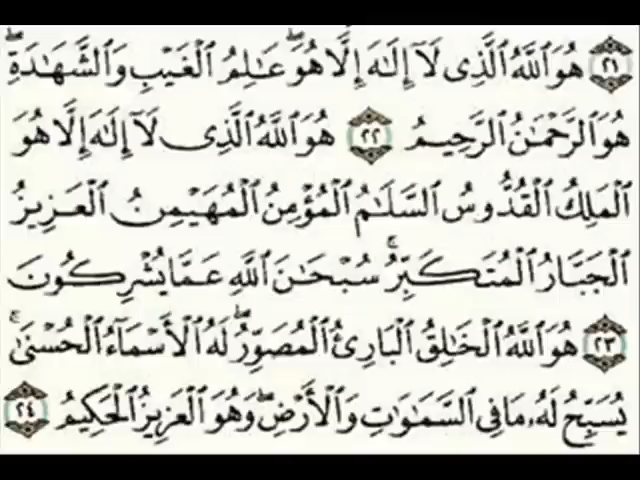 ٢١ هُوَ ٱللَّهُ ٱلَّذِى لَآ إِلَٰهَ إِلَّا هُوَ ۖ عَٰلِمُ ٱلْغَيْبِ وَٱلشَّهَٰدَةِ ۖ
هُوَ ٱلرَّحْمَٰنُ ٱلرَّحِيمُ ٢٢ هُوَ ٱللَّهُ ٱلَّذِى لَآ إِلَٰهَ إِلَّا هُوَ
ٱلْمَلِكُ ٱلْقُدُّوسُ ٱلسَّلَٰمُ ٱلْمُؤْمِنُ ٱلْمُهَيْمِنُ ٱلْعَزِيزُ
ٱلْجَبَّارُ ٱلْمُتَكَبِّرُ ۚ سُبْحَٰنَ ٱللَّهِ عَمَّا يُشْرِكُونَ
٢٣ هُوَ ٱللَّهُ ٱلْخَٰلِقُ ٱلْبَارِئُ ٱلْمُصَوِّرُ ۖ لَهُ ٱلْأَسْمَآءُ ٱلْحُسْنَىٰ ۚ
يُسَبِّحُ لَهُۥ مَا فِى ٱلسَّمَٰوَٰتِ وَٱلْأَرْضِ ۖ وَهُوَ ٱلْعَزِيزُ ٱلْحَكِيمُ ٢٤